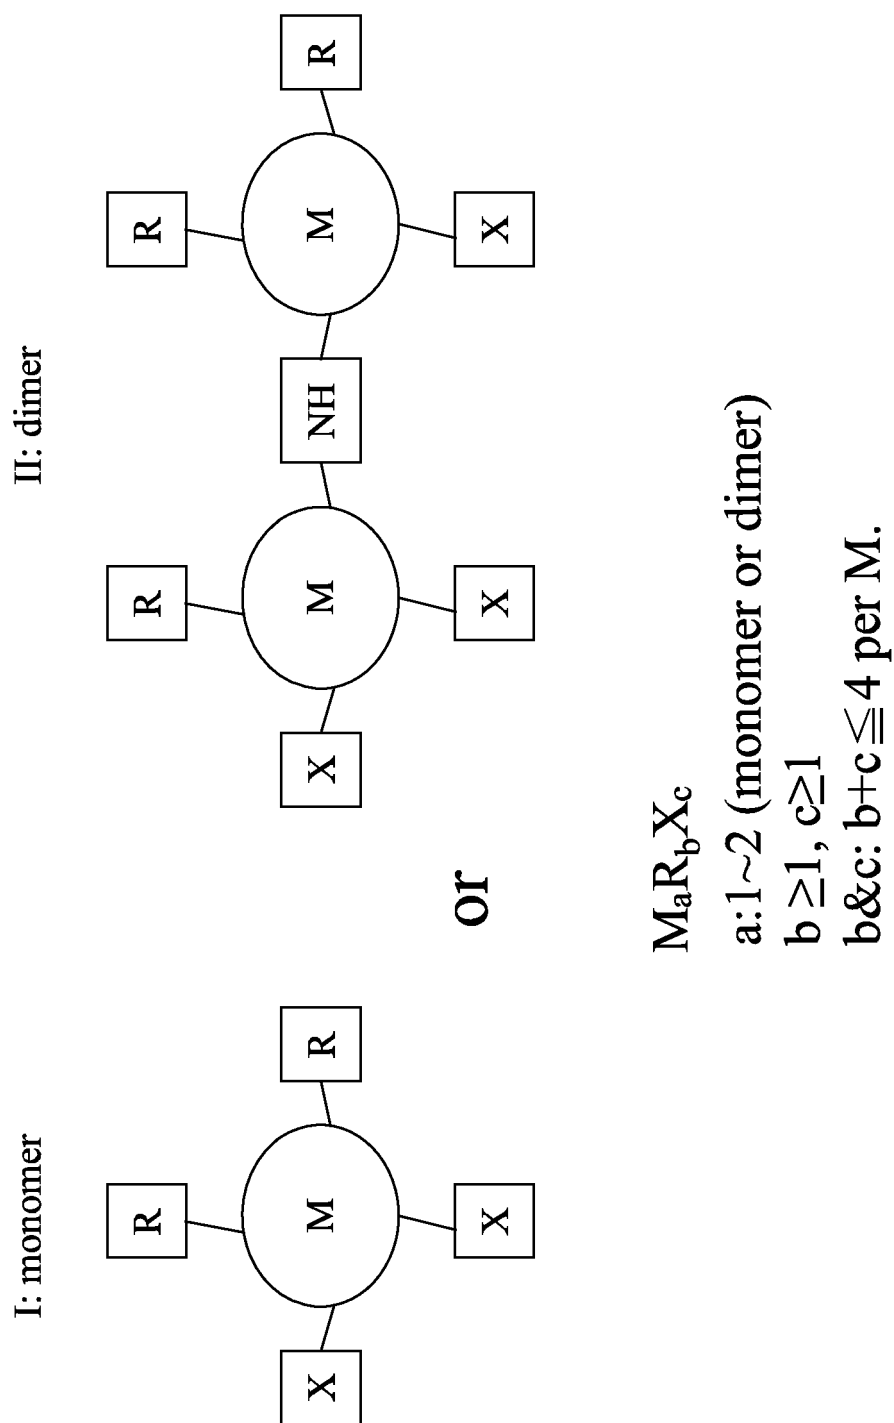 I: monomer II: dimer
R R R
X M R X M NH M R
X or X X
MaRbXc
a:1~2 (monomer or dimer)
b ≥1, c≥1
b&c: b+c≦4 per M.